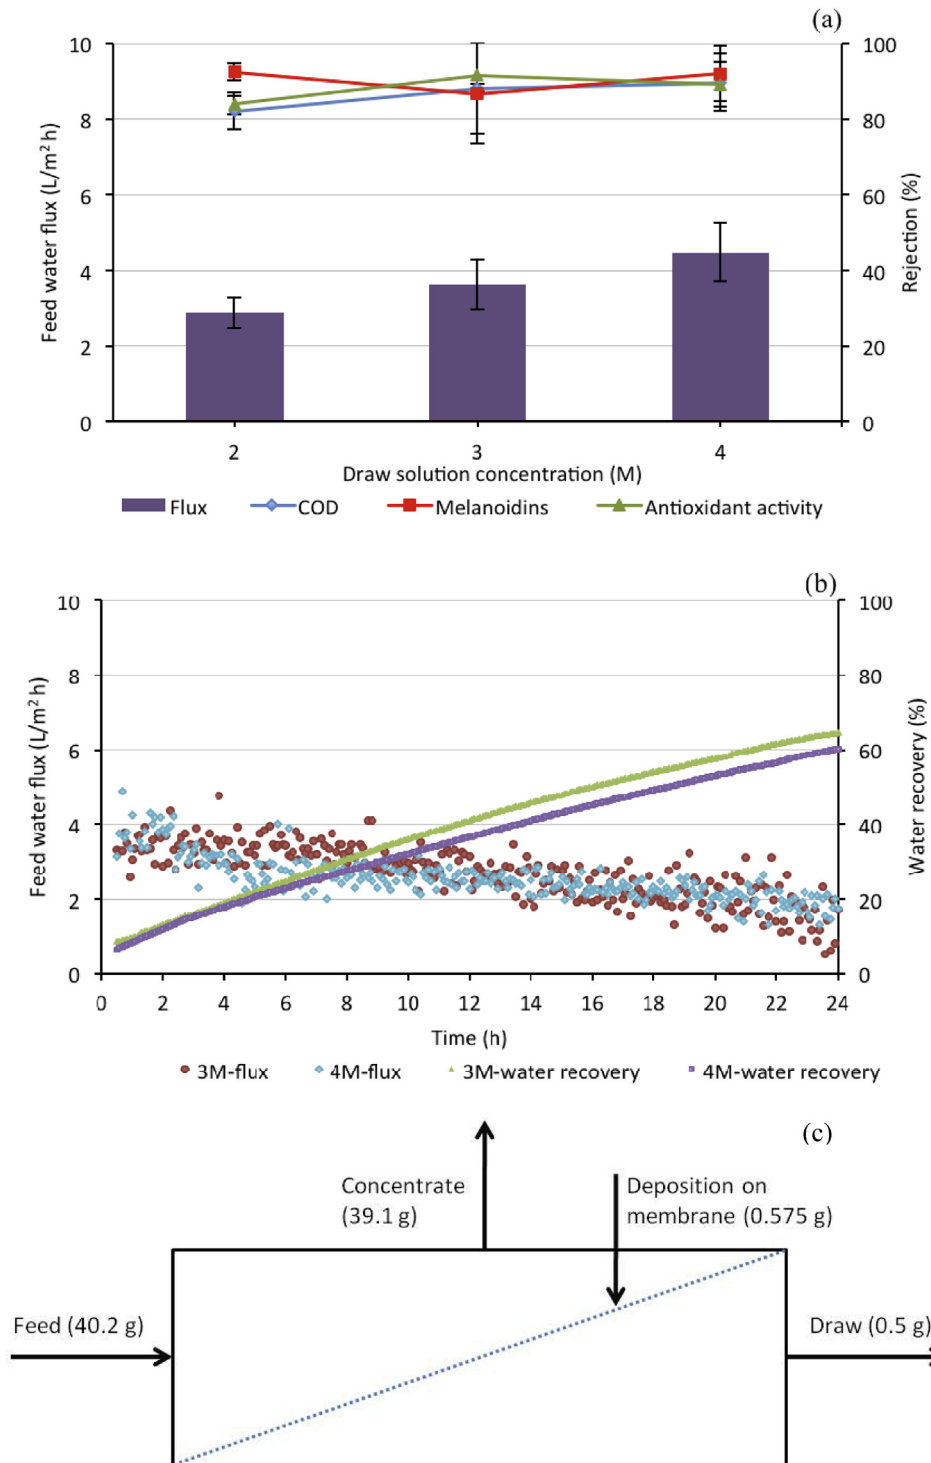 (a)
10
100
8
80
6
60
4
40
2
20
0
0
Feed water flux (L/m² h)
Rejection (%)
2
3
4
Draw solution concentration (M)
Flux
COD
Melanoidins
Antioxidant activity
(b)
10
100
8
80
6
60
4
40
2
20
0
0
Feed water flux (L/m² h)
Water recovery (%)
0 2 4 6 8 10 12 14 16 18 20 22 24
Time (h)
3M-flux
4M-flux
3M-water recovery
4M-water recovery
(c)
Concentrate
(39.1 g)
Deposition on
membrane (0.575 g)
Feed (40.2 g)
Draw (0.5 g)